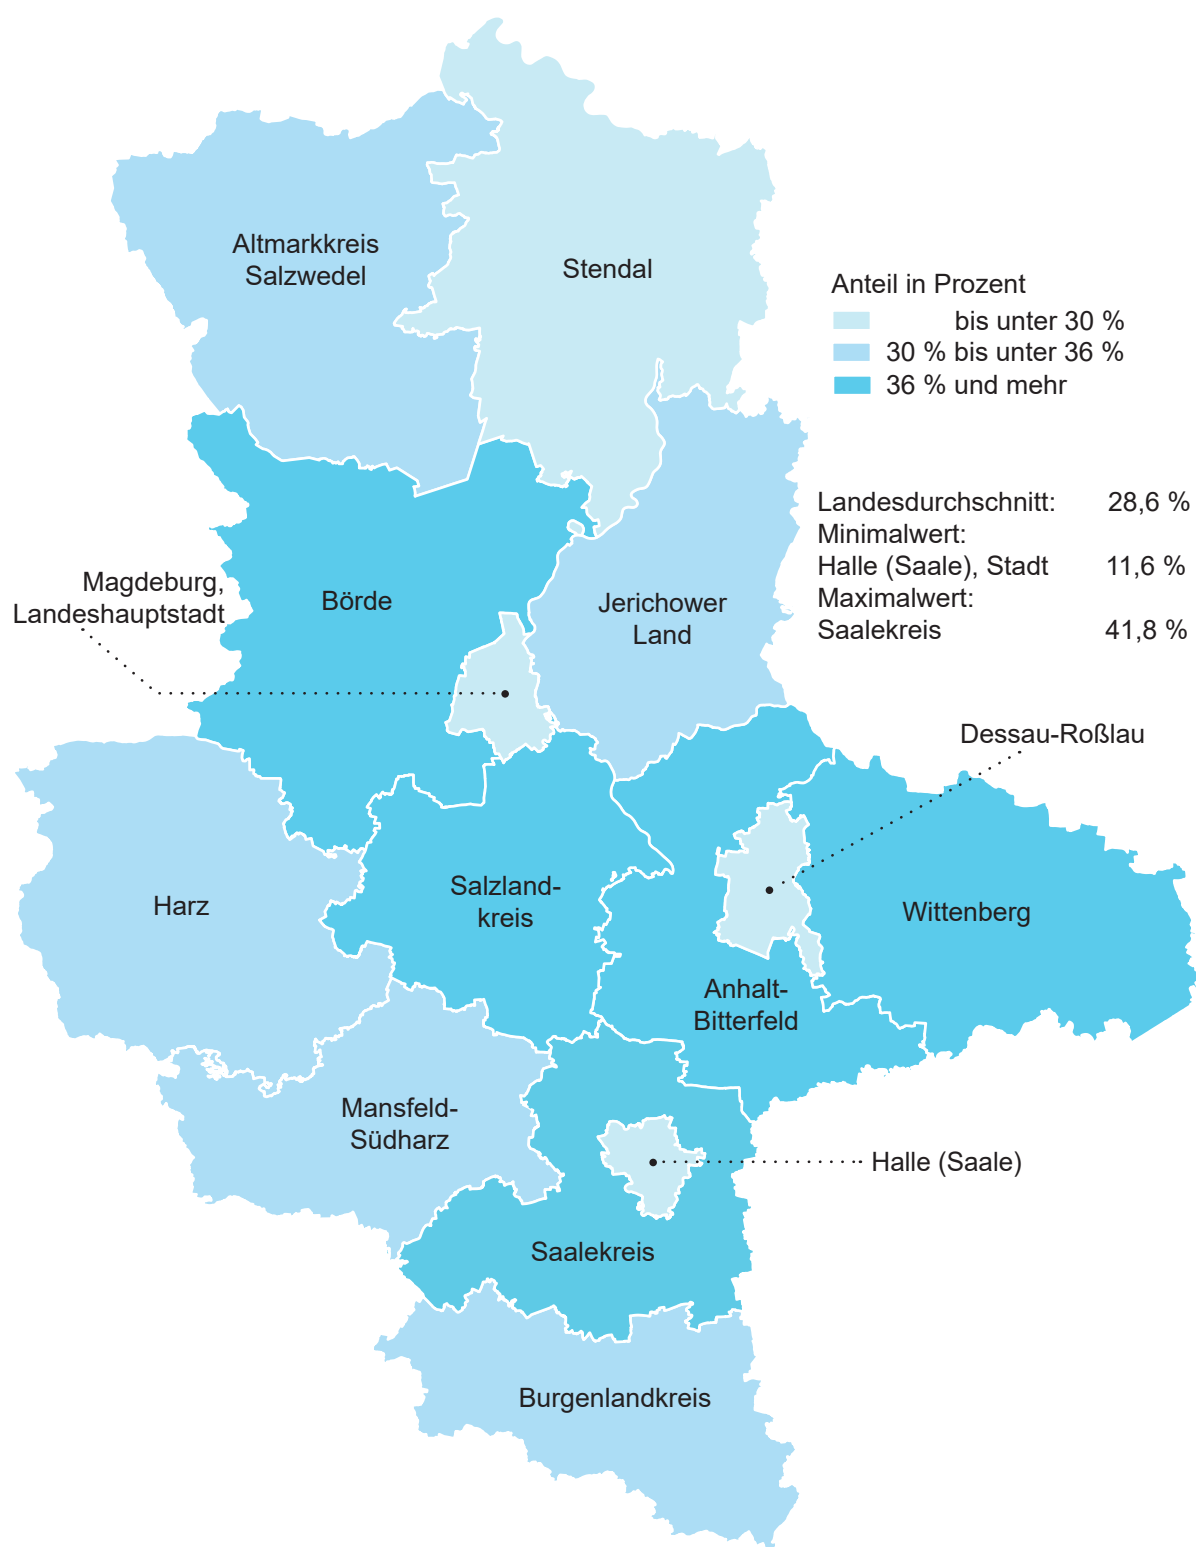 Altmarkkreis
Salzwedel
Stendal
Anteil in Prozent
bis unter 30 %
30 % bis unter 36 %
36 % und mehr
Landesdurchschnitt: 28,6 %
Minimalwert:
Halle (Saale), Stadt 11,6 %
Maximalwert:
Saalekreis 41,8 %
Magdeburg,
Landeshauptstadt
Börde
Jerichower
Land
Dessau-Roßlau
Harz
Salzland-
kreis
Wittenberg
Anhalt-
Bitterfeld
Mansfeld-
Südharz
Halle (Saale)
Saalekreis
Burgenlandkreis